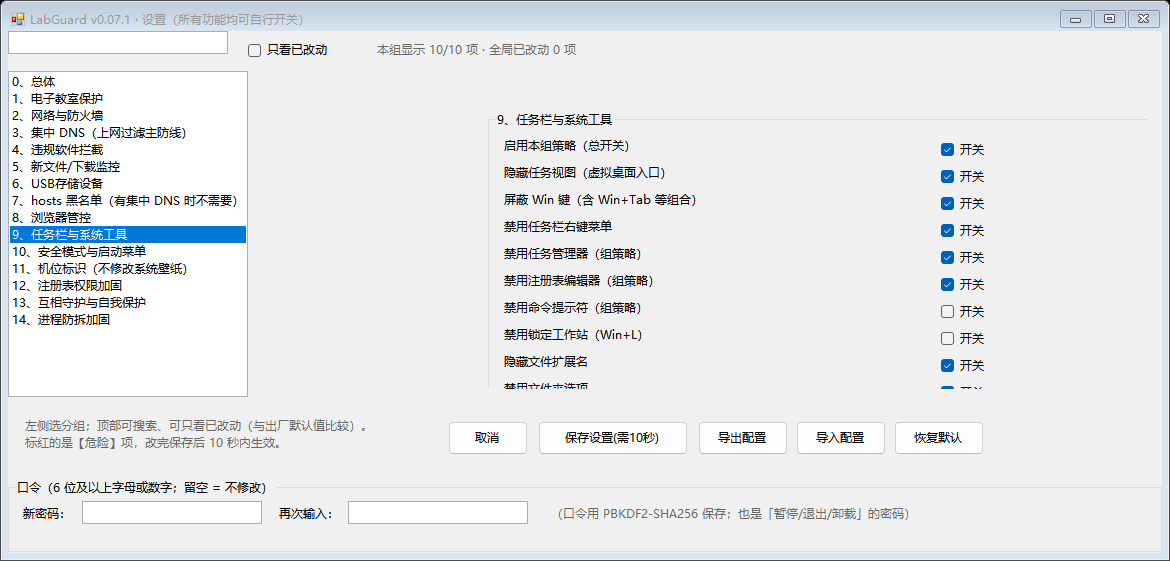 LabGuard v0.07.1 · 设置（所有功能均可自行开关）
只看已改动
本组显示 10/10 项 · 全局已改动 0 项
0、总体
1、电子教室保护
2、网络与防火墙
3、集中 DNS（上网过滤主防线）
4、违规软件拦截
5、新文件/下载监控
6、USB存储设备
7、hosts 黑名单（有集中 DNS 时不需要）
8、浏览器管控
9、任务栏与系统工具
10、安全模式与启动菜单
11、机位标识（不修改系统壁纸）
12、注册表权限加固
13、互相守护与自我保护
14、进程防拆加固
9、任务栏与系统工具
启用本组策略（总开关） 开关
隐藏任务视图（虚拟桌面入口） 开关
屏蔽 Win 键（含 Win+Tab 等组合） 开关
禁用任务栏右键菜单 开关
禁用任务管理器（组策略） 开关
禁用注册表编辑器（组策略） 开关
禁用命令提示符（组策略） 开关
禁用锁定工作站（Win+L） 开关
隐藏文件扩展名 开关
禁用文件夹选项 开关
左侧选分组；顶部可搜索、可只看已改动（与出厂默认值比较）。
标红的是【危险】项，改完保存后 10 秒内生效。
取消 保存设置(需10秒) 导出配置 导入配置 恢复默认
口令（6 位及以上字母或数字；留空 = 不修改）
新密码： 再次输入： （口令用 PBKDF2-SHA256 保存；也是「暂停/退出/卸载」的密码）